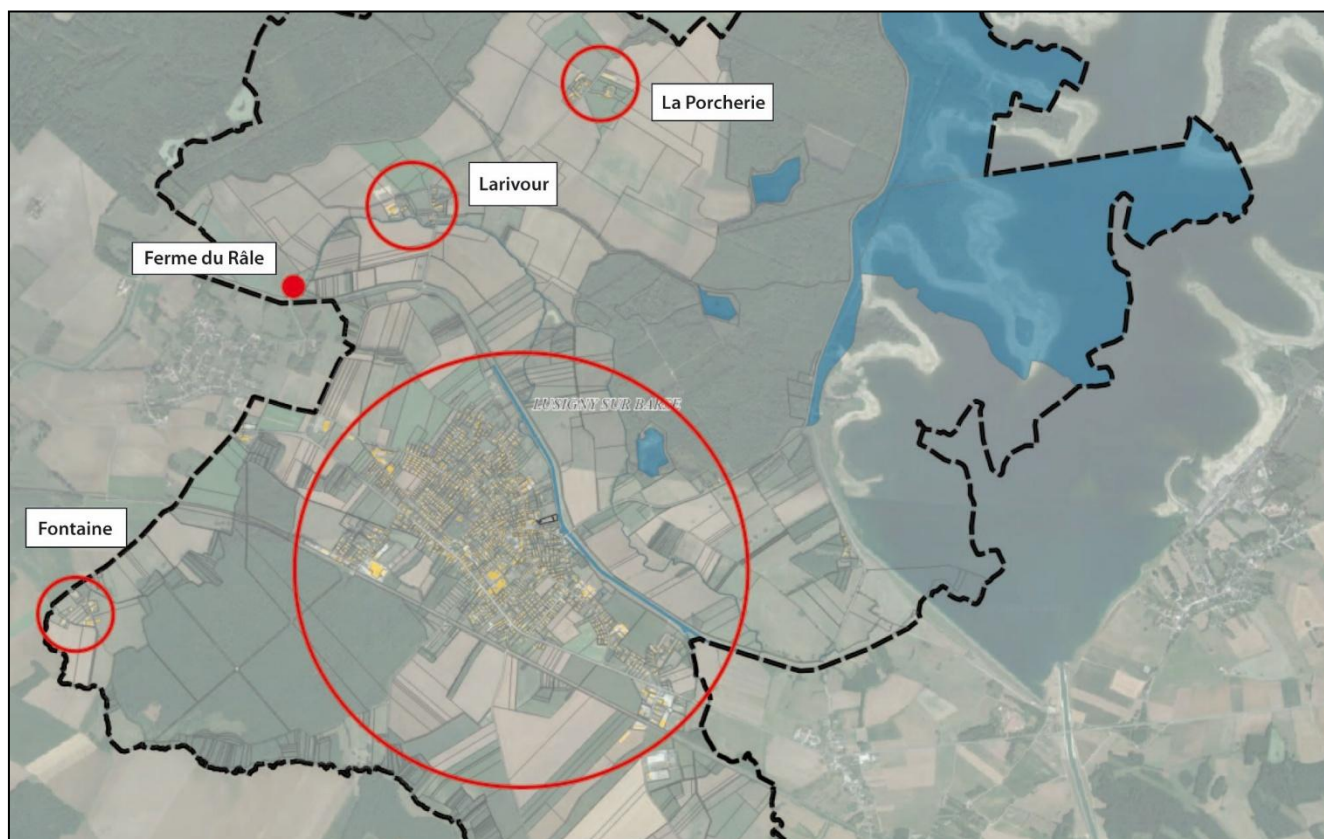 La Porcherie
Larivour
Ferme du Râle
LUSIGNY SUR BARSE
Fontaine